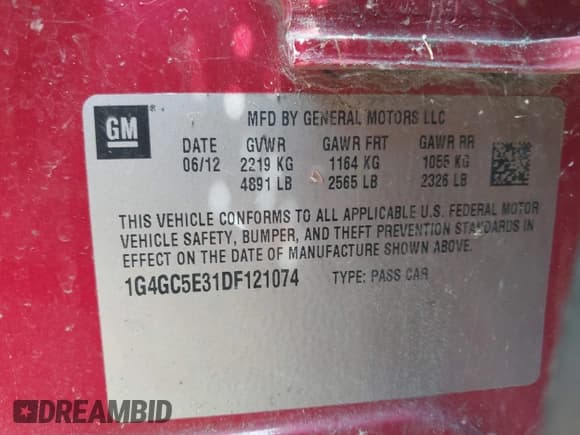 GM
MFD BY GENERAL MOTORS LLC
DATE GVWR GAWR FRT GAWR RR
06/12 2219 KG 1164 KG 1055 KG
4891 LB 2565 LB 2326 LB
THIS VEHICLE CONFORMS TO ALL APPLICABLE U.S. FEDERAL MOTOR
VEHICLE SAFETY, BUMPER, AND THEFT PREVENTION STANDARDS IN
EFFECT ON THE DATE OF MANUFACTURE SHOWN ABOVE.
1G4GC5E31DF121074 TYPE: PASS CAR
DREAMBID